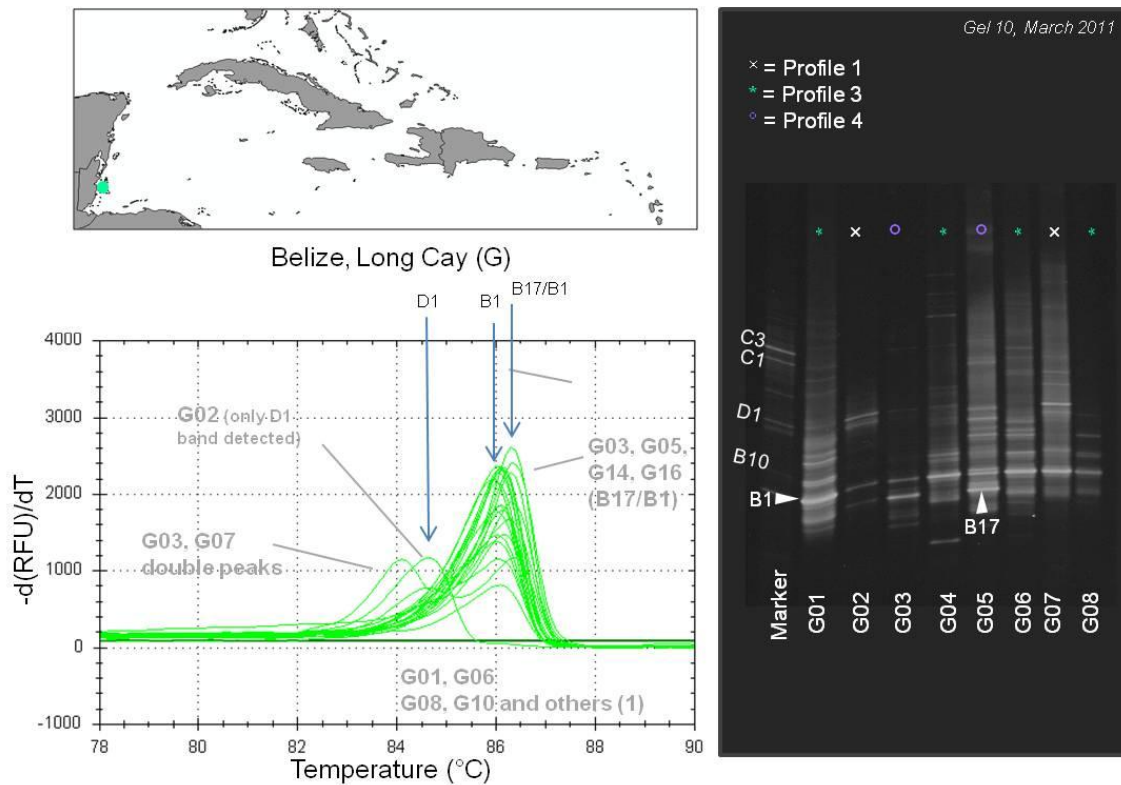 Belize, Long Cay (G)
D1
B1
B17/B1
4000
3000
2000
1000
0
-1000
-d(RFU)/dT
G02 (only D1
band detected)
G03, G05,
G14, G16
(B17/B1)
G03, G07
double peaks
G01, G06
G08, G10 and others (1)
78
80
82
84
86
88
90
Temperature (°C)
Gel 10, March 2011
× = Profile 1
* = Profile 3
○ = Profile 4
* × ○ * ○ * × *
C3
C1
D1
B10
B1
B17
Marker
G01
G02
G03
G04
G05
G06
G07
G08